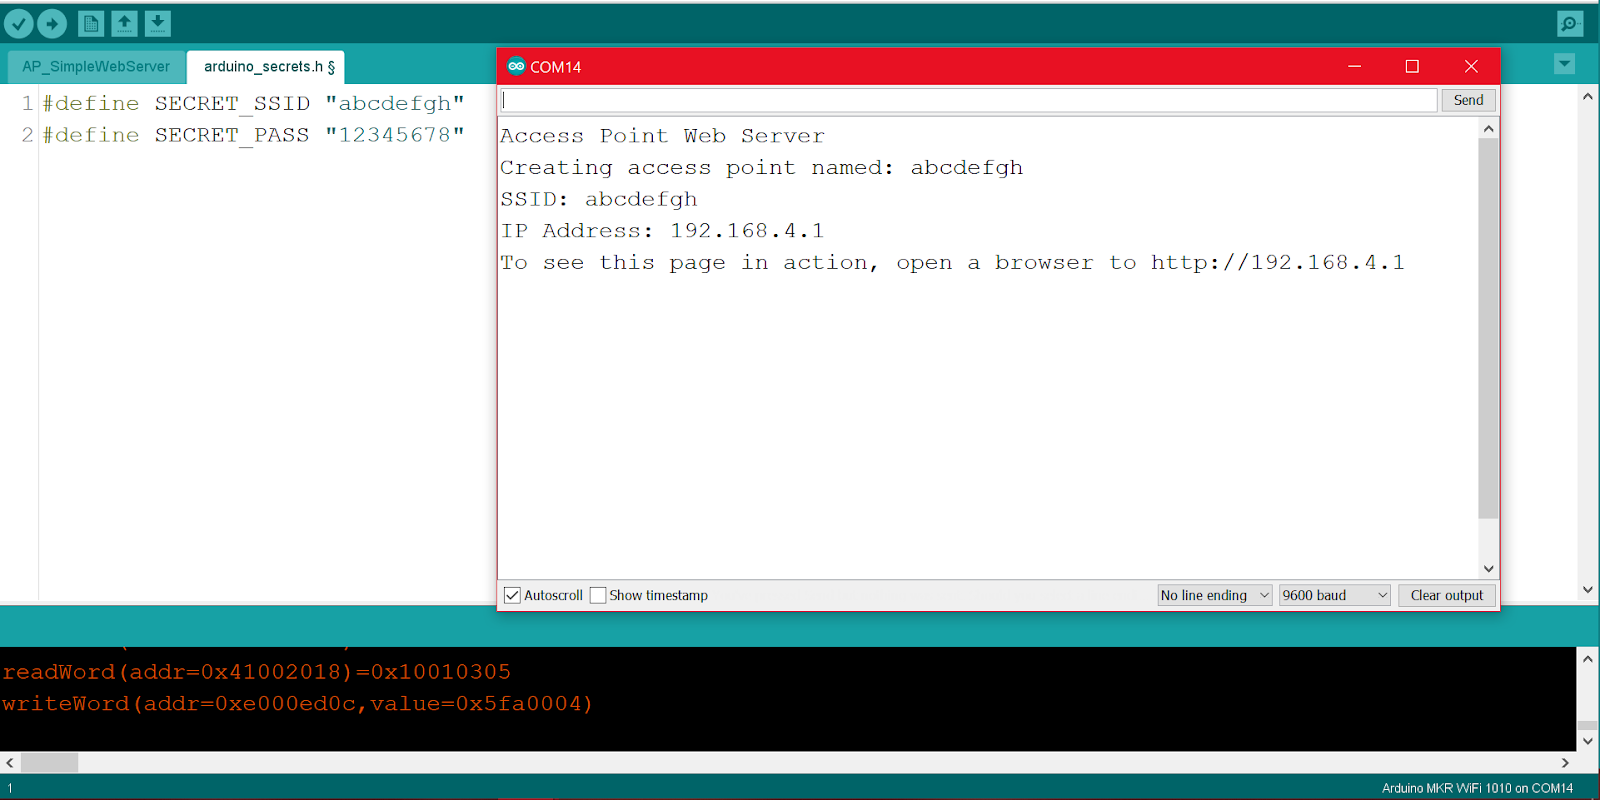 AP_SimpleWebServer
arduino_secrets.h §
1 #define SECRET_SSID "abcdefgh"
2 #define SECRET_PASS "12345678"
COM14
Send
Access Point Web Server
Creating access point named: abcdefgh
SSID: abcdefgh
IP Address: 192.168.4.1
To see this page in action, open a browser to http://192.168.4.1
Autoscroll Show timestamp No line ending 9600 baud Clear output
readWord(addr=0x41002018)=0x10010305
writeWord(addr=0xe000ed0c,value=0x5fa0004)
1 Arduino MKR WiFi 1010 on COM14